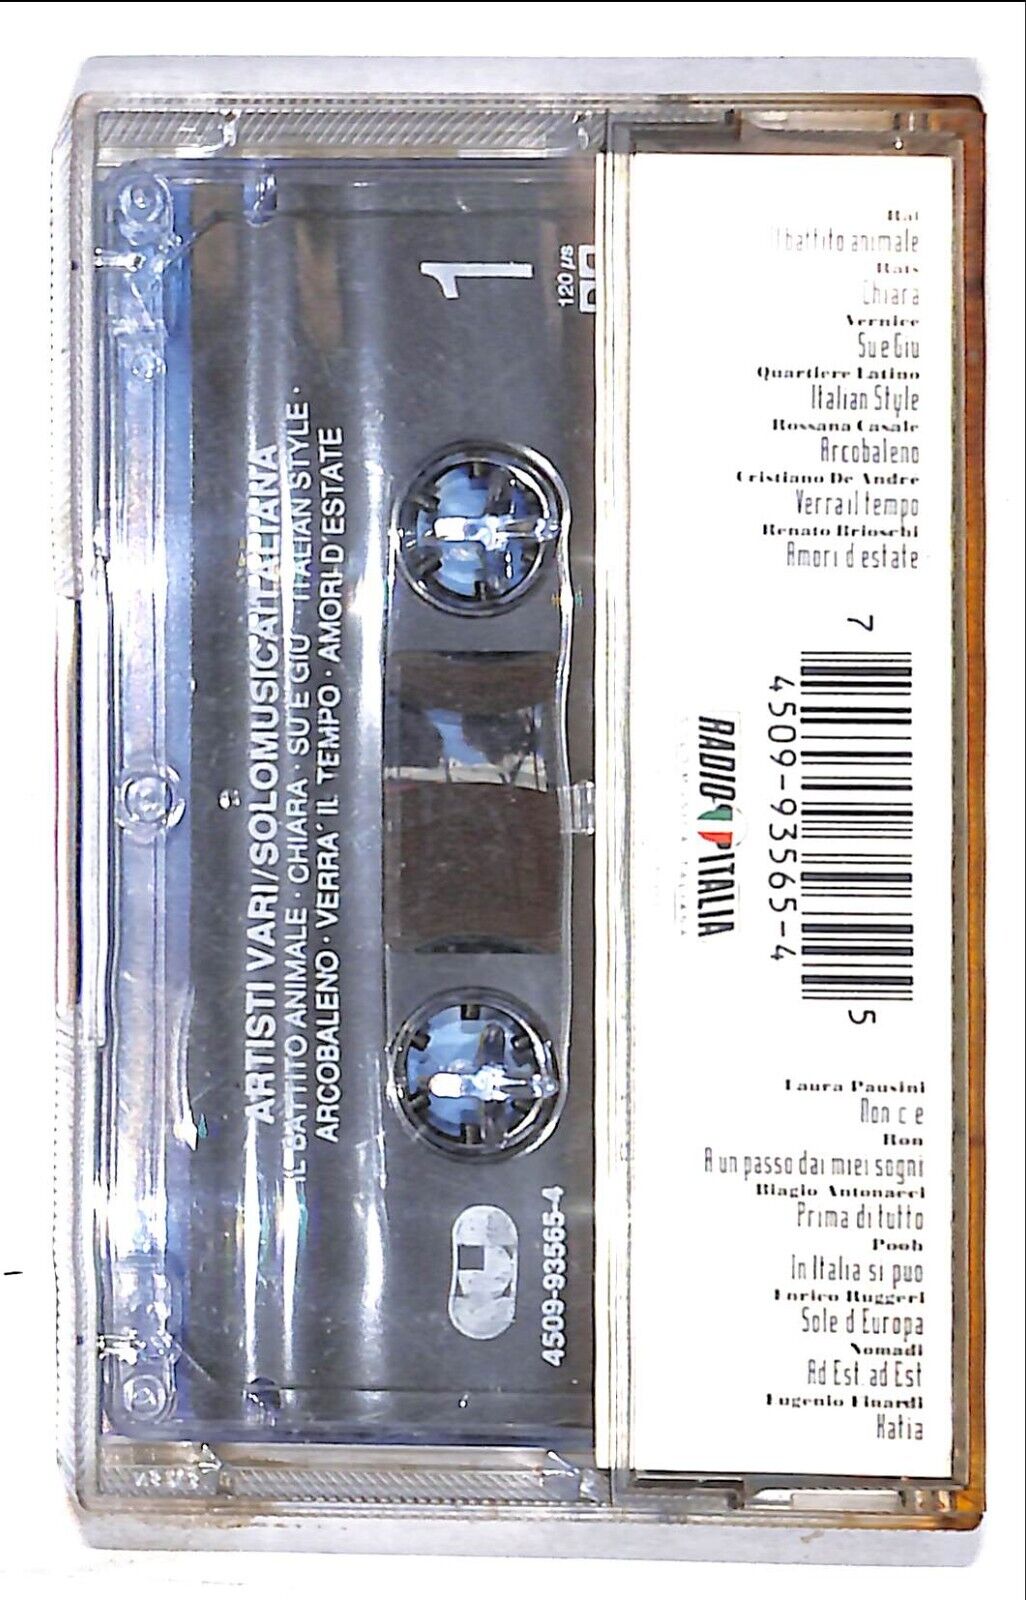 ARTISTI VARI/SOLOMUSICAITALIANA
IL BATTITO ANIMALE · CHIARA · SU E GIU´ · ITALIAN STYLE ·
ARCOBALENO · VERRA´ IL TEMPO · AMORI D´ESTATE
1
120 µs
4509-93565-4
Raf
Il battito animale
Rats
Chiara
Vernice
Su e Giu
Quartiere Latino
Italian Style
Rossana Casale
Arcobaleno
Cristiano De Andre
Verra il tempo
Renato Brioschi
Amori d estate
RADIO ITALIA
7 4509-93565-4 5
Laura Pausini
Non c e
Ron
A un passo dai miei sogni
Biagio Antonacci
Prima di tutto
Pooh
In Italia si puo
Enrico Ruggeri
Sole d Europa
Nomadi
Ad Est. ad Est
Eugenio Finardi
Katia